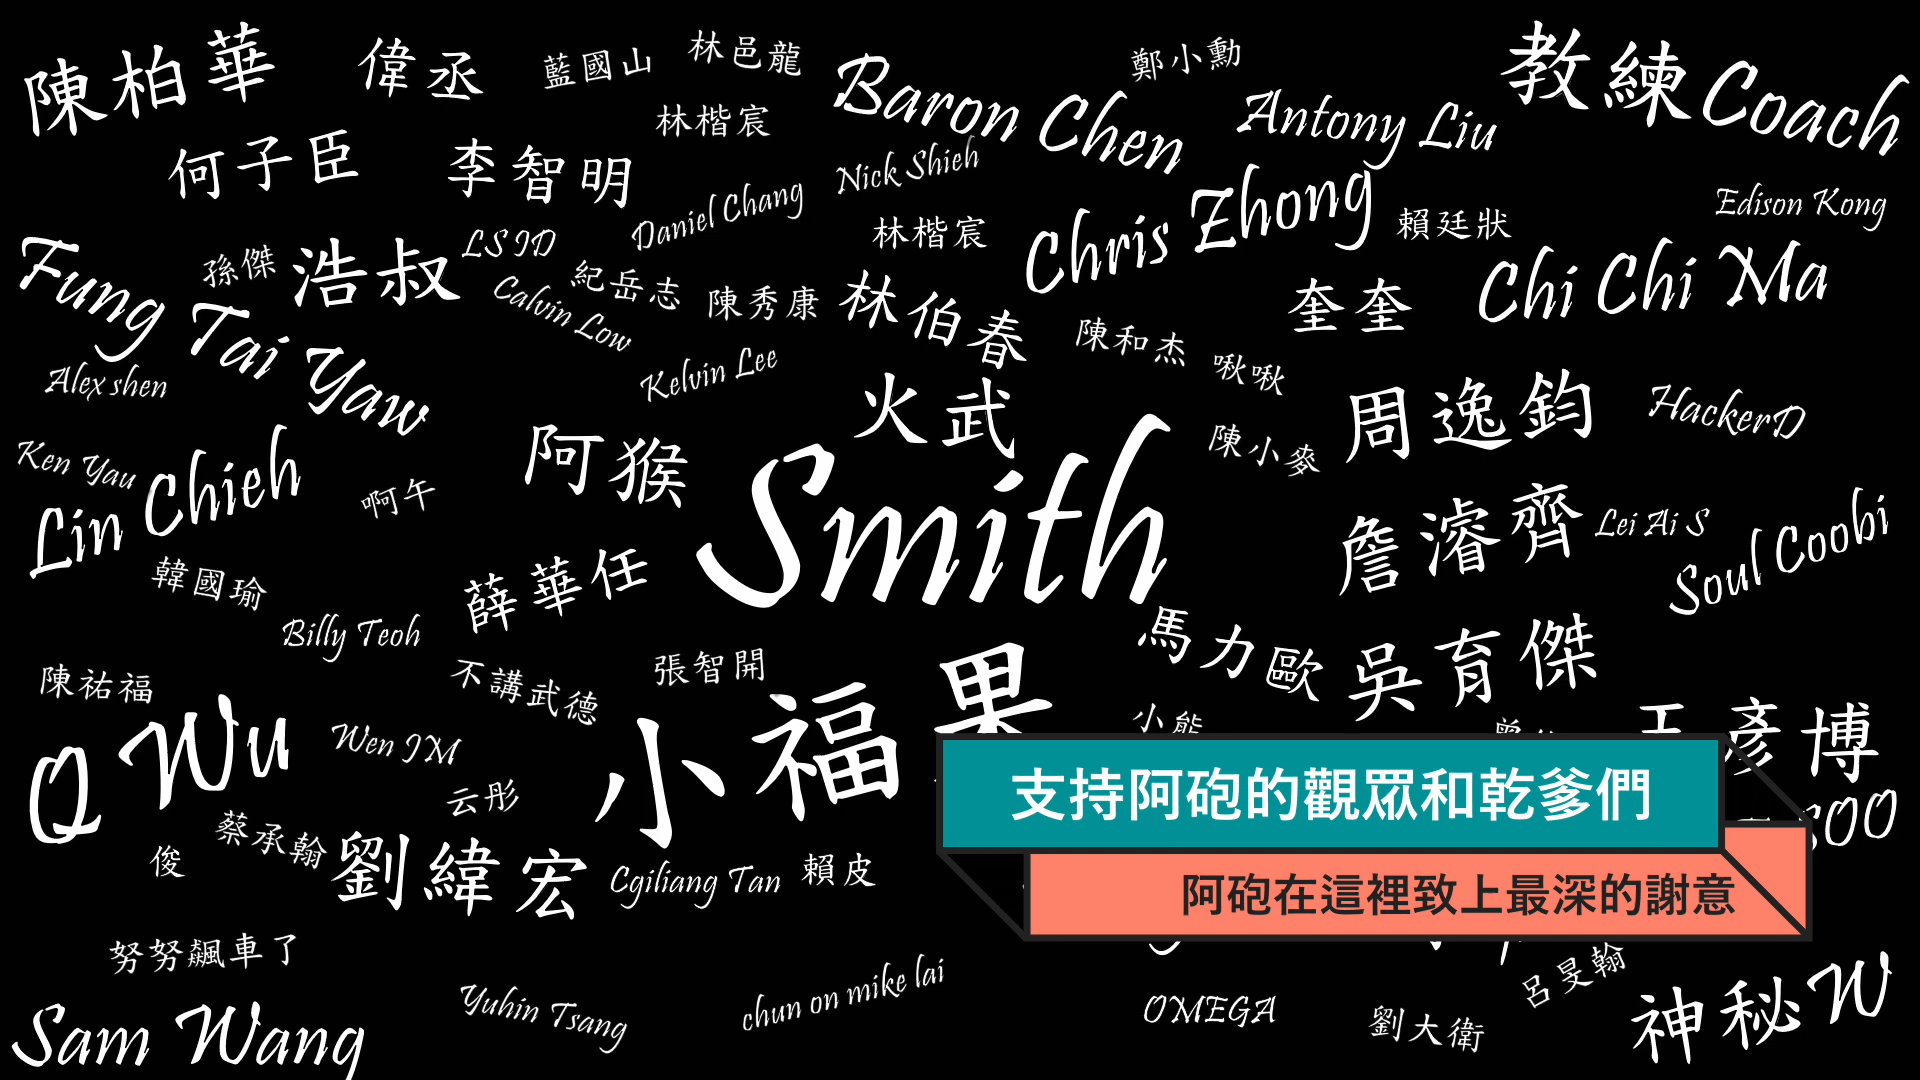 陳柏華
偉丞
藍國山
林邑龍
Baron Chen
鄭小勳
Antony Liu
教練Coach
林楷宸
何子臣
李智明
Nick Shieh
Daniel Chang
Chris Zhong
Edison Kong
林楷宸
賴廷狀
Fung Tai Yaw
孫傑
浩叔
LS JD
Calvin Low
紀岳志
陳秀康
林伯春
奎奎
Chi Chi Ma
陳和杰
啾啾
Alex shen
Kelvin Lee
火武
周逸鈞
HackerD
Ken Yau
Lin Chieh
啊午
阿猴
Smith
陳小麥
詹濬齊
Lei Ai S
Soul Coobi
韓國瑜
Billy Teoh
薛華任
馬力歐
吳育傑
陳祐福
不講武德
張智開
小福果
小熊
王彥博
Q Wu
Wen JM
云彤
支持阿砲的觀眾和乾爹們
俊
蔡承翰
劉緯宏
Cgiliang Tan
賴皮
阿砲在這裡致上最深的謝意
努努飆車了
呂旻翰
Sam Wang
Yuhin Tsang
chun on mike lai
OMEGA
劉大衛
神秘W